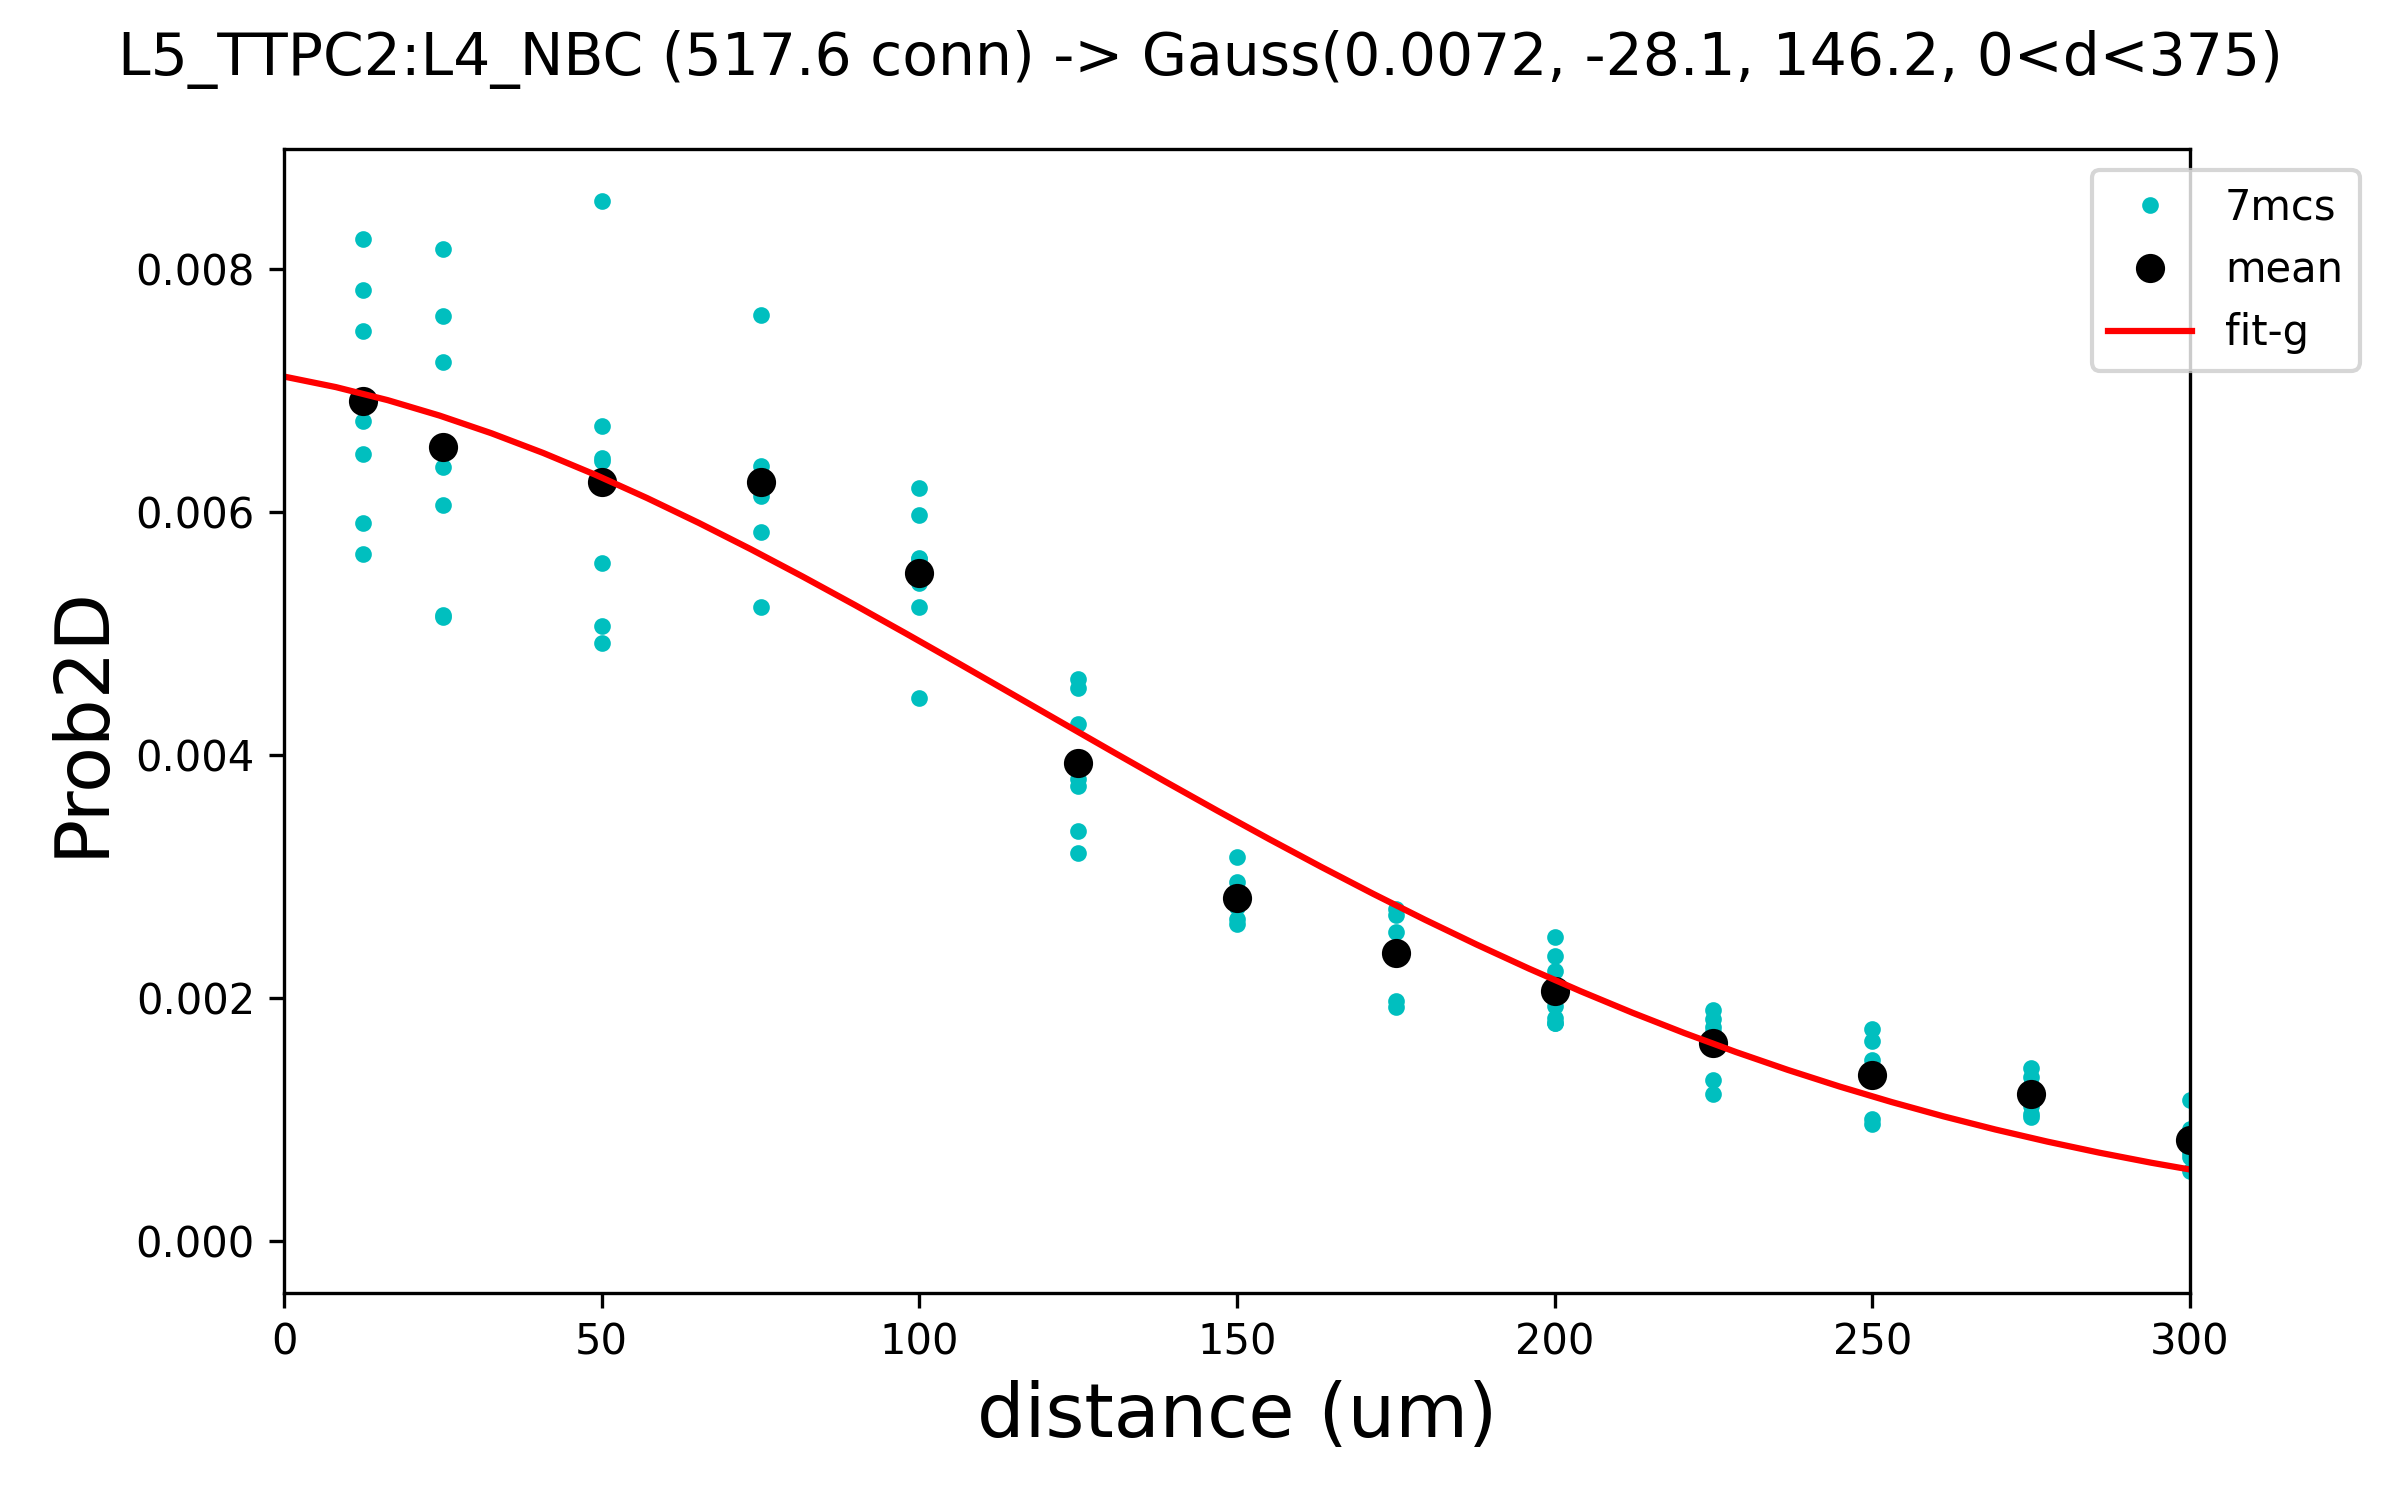 L5_TTPC2:L4_NBC (517.6 conn) -> Gauss(0.0072, -28.1, 146.2, 0<d<375)
7mcs
mean
fit-g
Prob2D
0.008
0.006
0.004
0.002
0.000
0 50 100 150 200 250 300
distance (um)